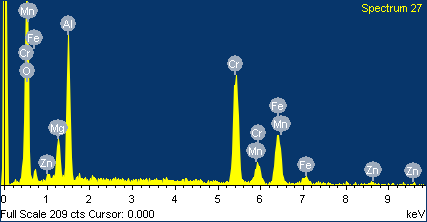 Spectrum 27
Mn
Fe
Al
Cr
O
Cr
Mg
Zn
Fe
Cr
Mn
Mn
Fe
Zn
Zn
0 1 2 3 4 5 6 7 8 9
Full Scale 209 cts Cursor: 0.000 keV